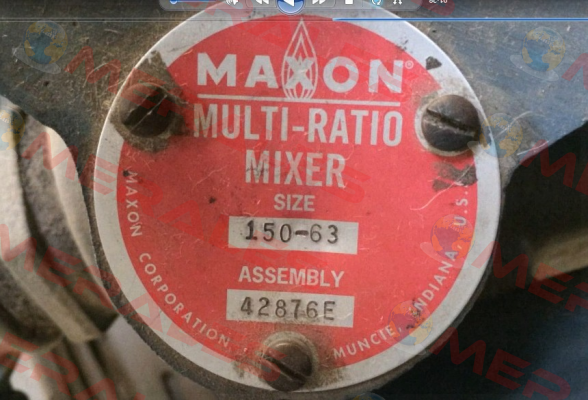 MAXON®
MULTI-RATIO
MIXER
SIZE
150-63
ASSEMBLY
42876E
MAXON CORPORATION, MUNCIE, INDIANA, U.S.A.